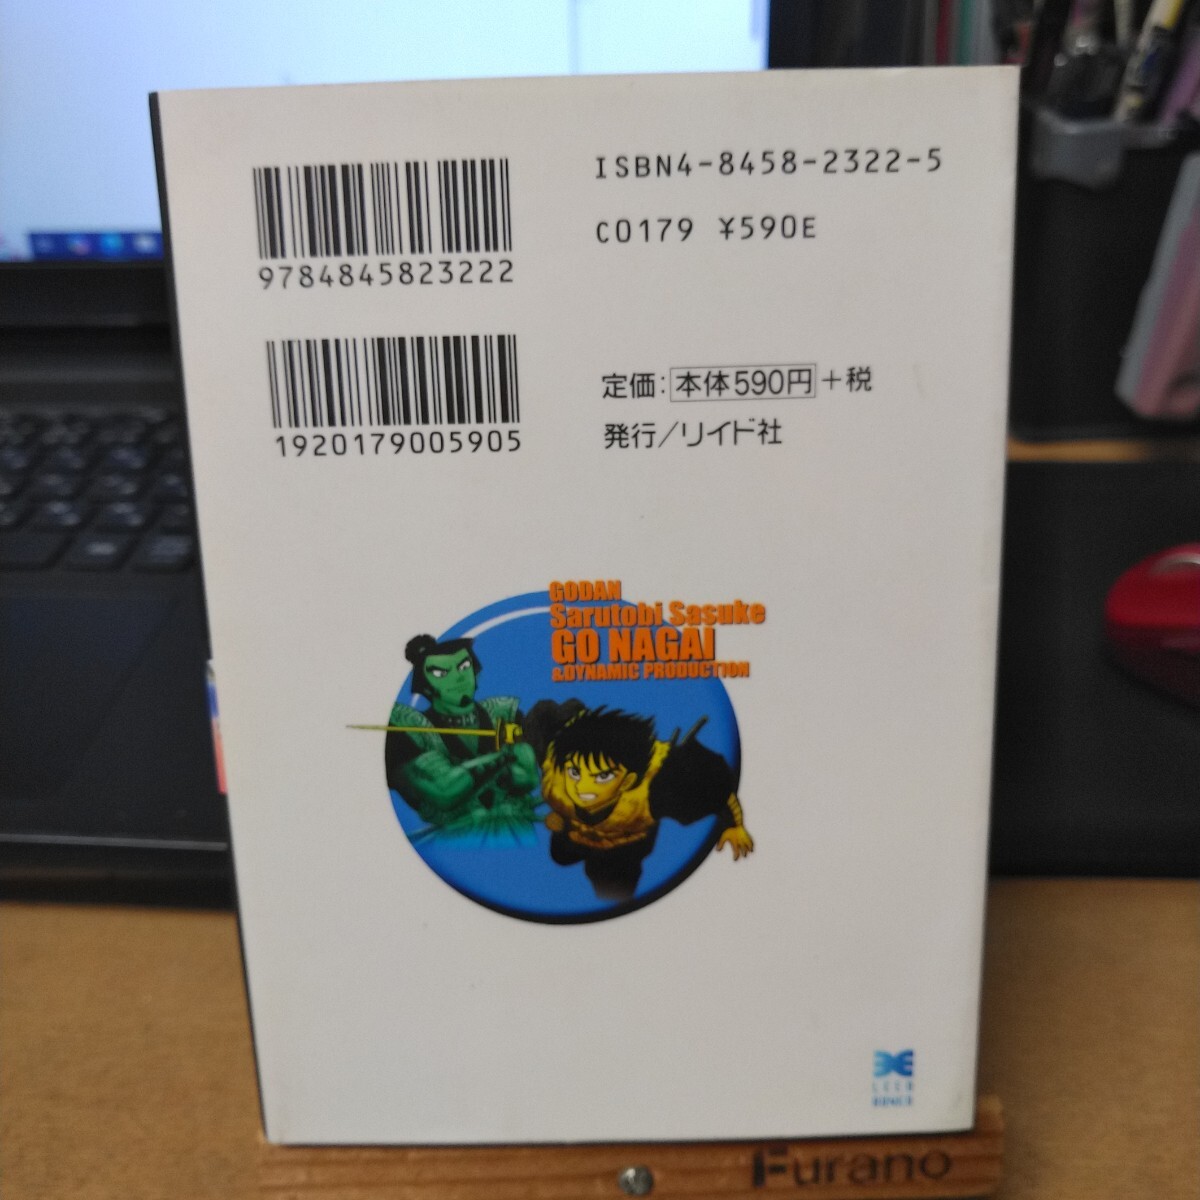 ISBN4-8458-2322-5
C0179 ¥590E
9784845823222
1920179005905
定価:本体590円+税
発行/リイド社
GODAN
Sarutobi Sasuke
GO NAGAI
&DYNAMIC PRODUCTION
LEED
Furano